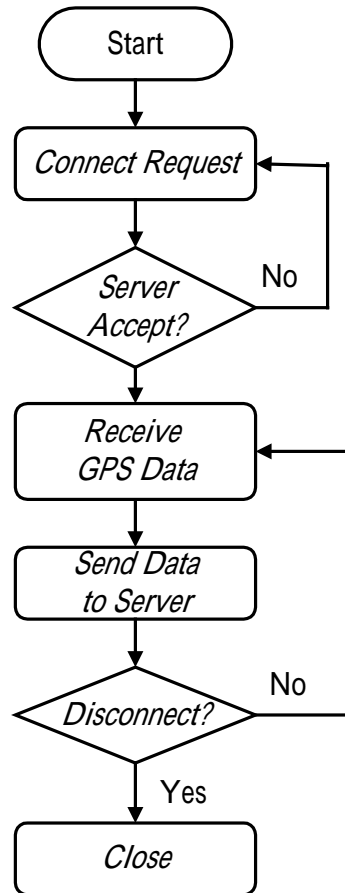 Start
Connect Request
No
Server
Accept?
Receive
GPS Data
Send Data
to Server
No
Disconnect?
Yes
Close